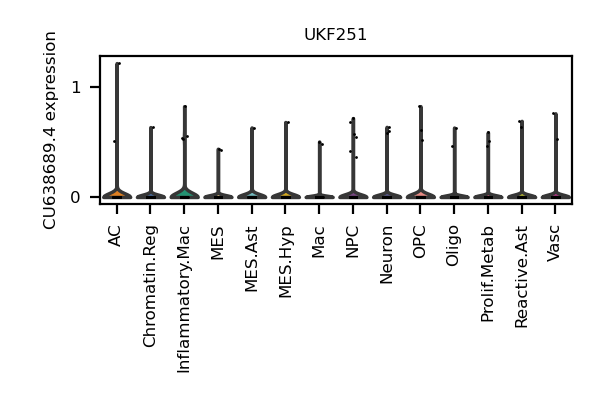 UKF251
CU638689.4 expression
1
0
AC
Chromatin.Reg
Inflammatory.Mac
MES
MES.Ast
MES.Hyp
Mac
NPC
Neuron
OPC
Oligo
Prolif.Metab
Reactive.Ast
Vasc